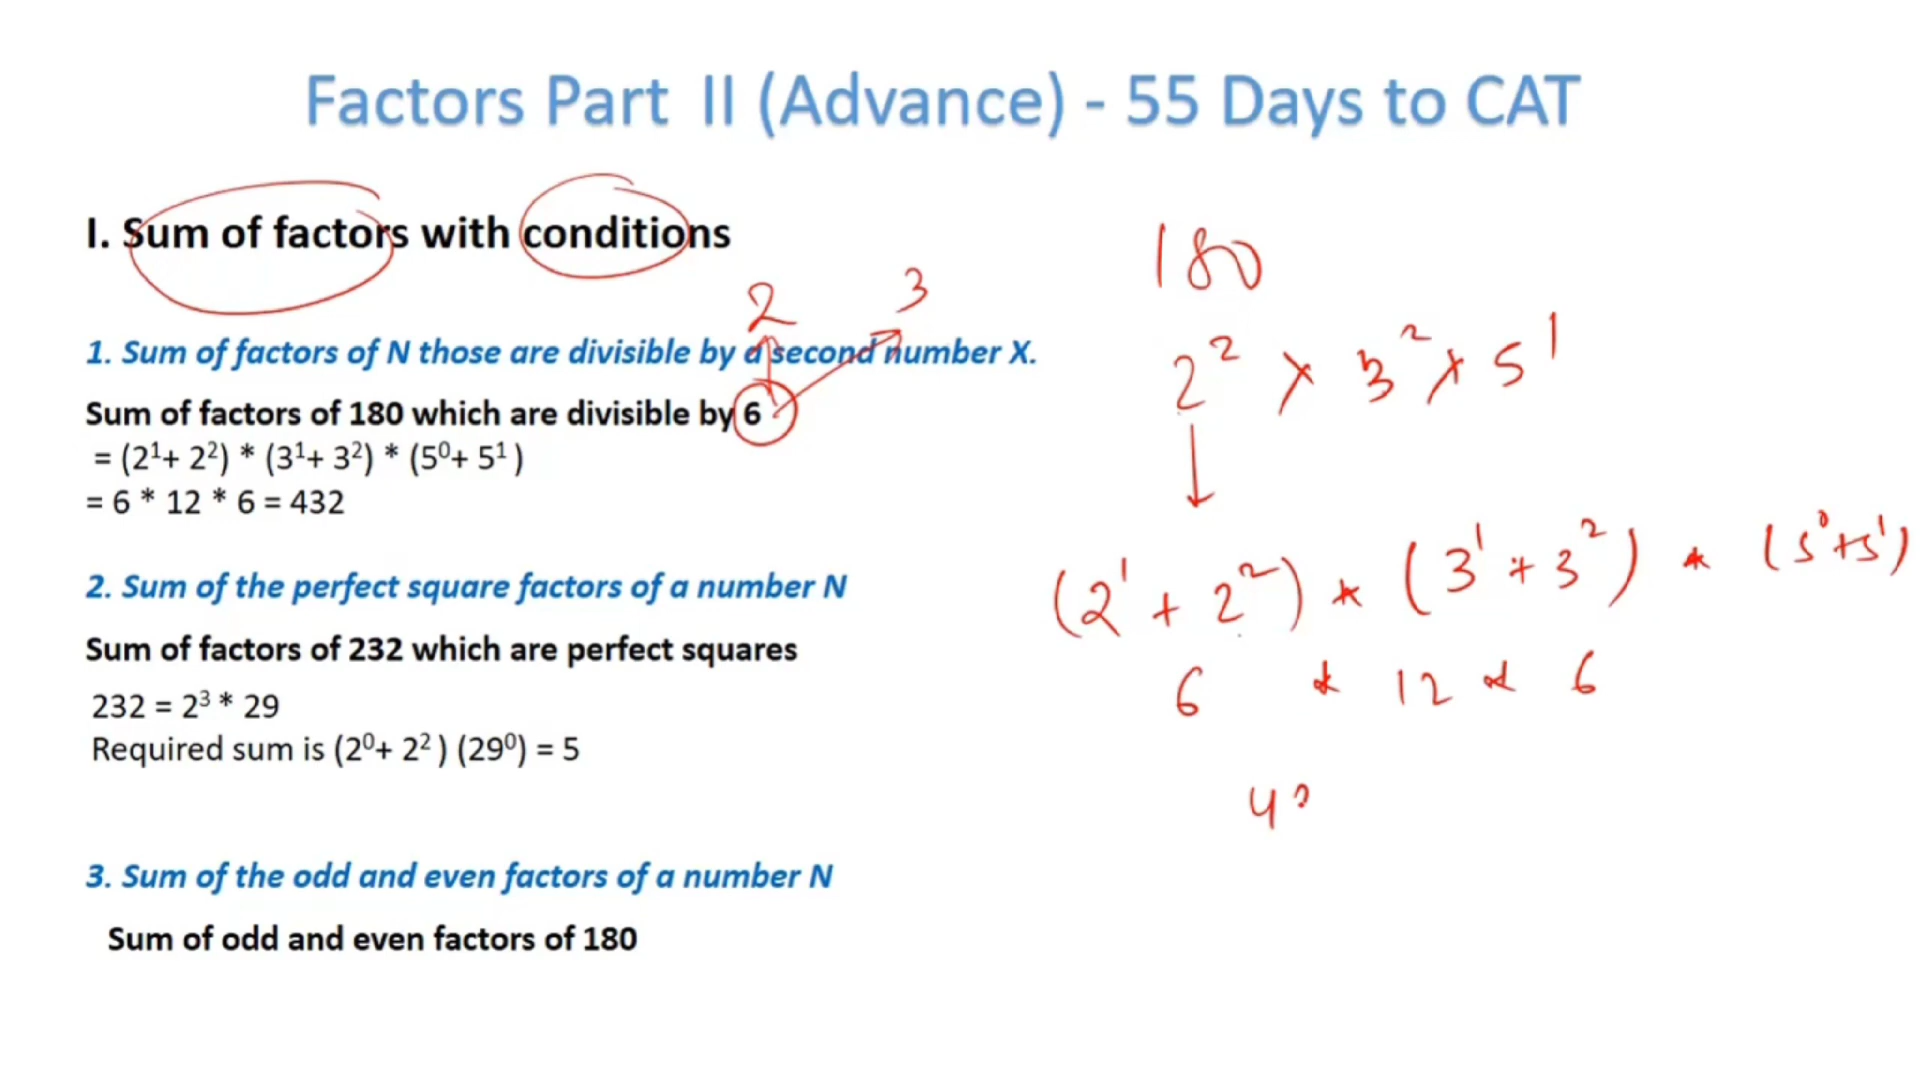 Factors Part II (Advance) - 55 Days to CAT
I. Sum of factors with conditions
180
2 3
2² × 3² × 5¹
1. Sum of factors of N those are divisible by a second number X.
Sum of factors of 180 which are divisible by 6
= (2¹+ 2²) * (3¹+ 3²) * (5⁰+ 5¹ )
= 6 * 12 * 6 = 432
(2¹ + 2²) * (3¹ + 3²) * (5⁰+5¹)
6 * 12 * 6
2. Sum of the perfect square factors of a number N
Sum of factors of 232 which are perfect squares
232 = 2³ * 29
Required sum is (2⁰+ 2² ) (29⁰) = 5
4
3. Sum of the odd and even factors of a number N
Sum of odd and even factors of 180